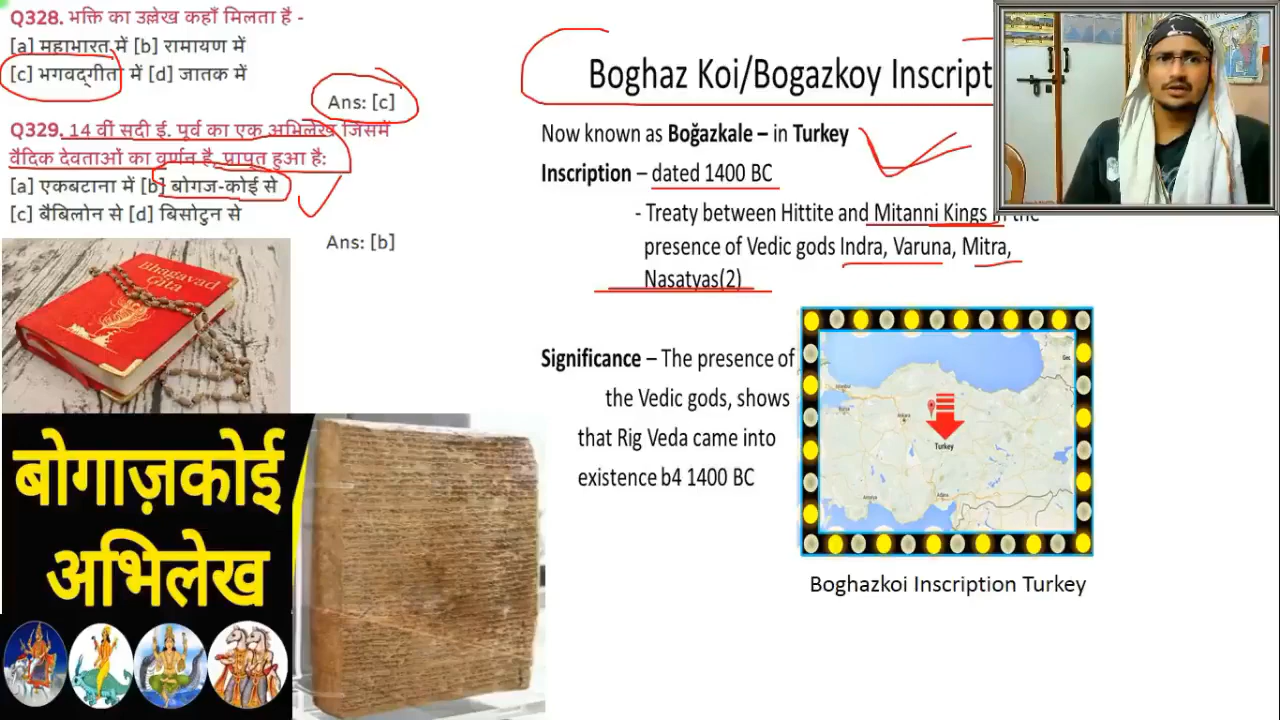 Q328. भक्ति का उल्लेख कहाँ मिलता है -
[a] महाभारत में [b] रामायण में
[c] भगवद्गीता में [d] जातक में
Ans: [c]
Q329. 14 वीं सदी ई. पूर्व का एक अभिलेख जिसमें
वैदिक देवताओं का वर्णन है, प्राप्त हुआ है:
[a] एकबटाना में [b] बोगज-कोई से
[c] बैबिलोन से [d] बिसोटुन से
Ans: [b]
Bhagavad
Gita
बोगाज़कोई
अभिलेख
Boghaz Koi/Bogazkoy Inscript
Now known as Boğazkale – in Turkey
Inscription – dated 1400 BC
- Treaty between Hittite and Mitanni Kings in the
presence of Vedic gods Indra, Varuna, Mitra,
Nasatyas(2)
Significance – The presence of
the Vedic gods, shows
that Rig Veda came into
existence b4 1400 BC
Turkey
Boghazkoi Inscription Turkey